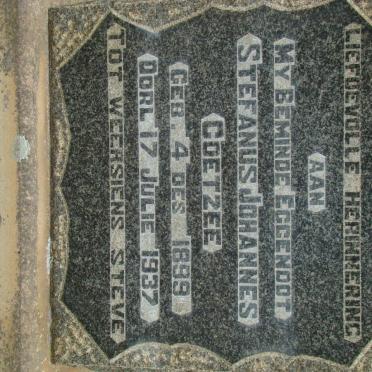 LIEFDEVOLLE HERINNERING
AAN
MY BEMINDE EGGENOOT
STEFANUS JOHANNES
COETZEE
GEB 4 DES 1899
OORL 17 JULIE 1937
TOT WEERSIENS STEVE